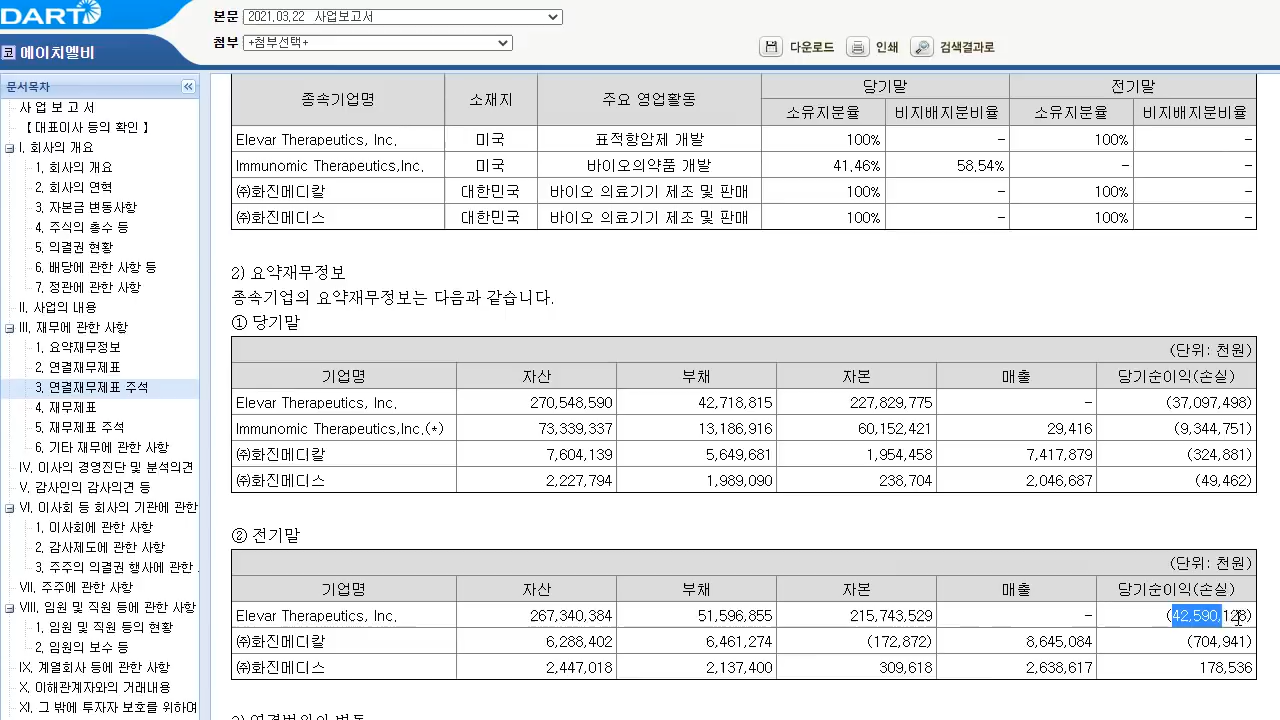 DART
본문 2021.03.22 사업보고서
첨부 +첨부선택+
다운로드 인쇄 검색결과로
코 에이치엘비
문서목차
사 업 보 고 서
【 대표이사 등의 확인 】
I. 회사의 개요
1. 회사의 개요
2. 회사의 연혁
3. 자본금 변동사항
4. 주식의 총수 등
5. 의결권 현황
6. 배당에 관한 사항 등
7. 정관에 관한 사항
II. 사업의 내용
III. 재무에 관한 사항
1. 요약재무정보
2. 연결재무제표
3. 연결재무제표 주석
4. 재무제표
5. 재무제표 주석
6. 기타 재무에 관한 사항
IV. 이사의 경영진단 및 분석의견
V. 감사인의 감사의견 등
VI. 이사회 등 회사의 기관에 관한
1. 이사회에 관한 사항
2. 감사제도에 관한 사항
3. 주주의 의결권 행사에 관한
VII. 주주에 관한 사항
VIII. 임원 및 직원 등에 관한 사항
1. 임원 및 직원 등의 현황
2. 임원의 보수 등
IX. 계열회사 등에 관한 사항
X. 이해관계자와의 거래내용
XI. 그 밖에 투자자 보호를 위하여
종속기업명 소재지 주요 영업활동 당기말 전기말
소유지분율 비지배지분비율 소유지분율 비지배지분비율
Elevar Therapeutics, Inc. 미국 표적항암제 개발 100% – 100% –
Immunomic Therapeutics,Inc. 미국 바이오의약품 개발 41.46% 58.54% – –
㈜화진메디칼 대한민국 바이오 의료기기 제조 및 판매 100% – 100% –
㈜화진메디스 대한민국 바이오 의료기기 제조 및 판매 100% – 100% –
2) 요약재무정보
종속기업의 요약재무정보는 다음과 같습니다.
① 당기말
(단위: 천원)
기업명 자산 부채 자본 매출 당기순이익(손실)
Elevar Therapeutics, Inc. 270,548,590 42,718,815 227,829,775 – (37,097,498)
Immunomic Therapeutics,Inc.(*) 73,339,337 13,186,916 60,152,421 29,416 (9,344,751)
㈜화진메디칼 7,604,139 5,649,681 1,954,458 7,417,879 (324,881)
㈜화진메디스 2,227,794 1,989,090 238,704 2,046,687 (49,462)
② 전기말
(단위: 천원)
기업명 자산 부채 자본 매출 당기순이익(손실)
Elevar Therapeutics, Inc. 267,340,384 51,596,855 215,743,529 – (42,590,128)
㈜화진메디칼 6,288,402 6,461,274 (172,872) 8,645,084 (704,941)
㈜화진메디스 2,447,018 2,137,400 309,618 2,638,617 178,536